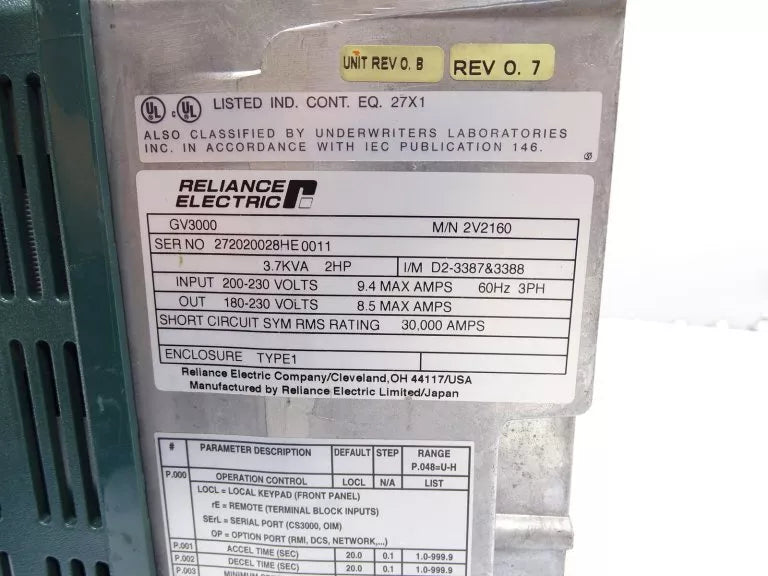 UNIT REV 0. B
REV 0. 7
UL c UL LISTED IND. CONT. EQ. 27X1
ALSO CLASSIFIED BY UNDERWRITERS LABORATORIES
INC. IN ACCORDANCE WITH IEC PUBLICATION 146.
RELIANCE
ELECTRIC
GV3000 M/N 2V2160
SER NO 272020028HE0011
3.7KVA 2HP I/M D2-3387&3388
INPUT 200-230 VOLTS 9.4 MAX AMPS 60Hz 3PH
OUT 180-230 VOLTS 8.5 MAX AMPS
SHORT CIRCUIT SYM RMS RATING 30,000 AMPS
ENCLOSURE TYPE1
Reliance Electric Company/Cleveland,OH 44117/USA
Manufactured by Reliance Electric Limited/Japan
# PARAMETER DESCRIPTION DEFAULT STEP RANGE
P.048=U-H
P.000 OPERATION CONTROL LOCL N/A LIST
LOCL = LOCAL KEYPAD (FRONT PANEL)
rE = REMOTE (TERMINAL BLOCK INPUTS)
SErL = SERIAL PORT (CS3000, OIM)
OP = OPTION PORT (RMI, DCS, NETWORK,...)
P.001 ACCEL TIME (SEC) 20.0 0.1 1.0-999.9
P.002 DECEL TIME (SEC) 20.0 0.1 1.0-999.9
P.003